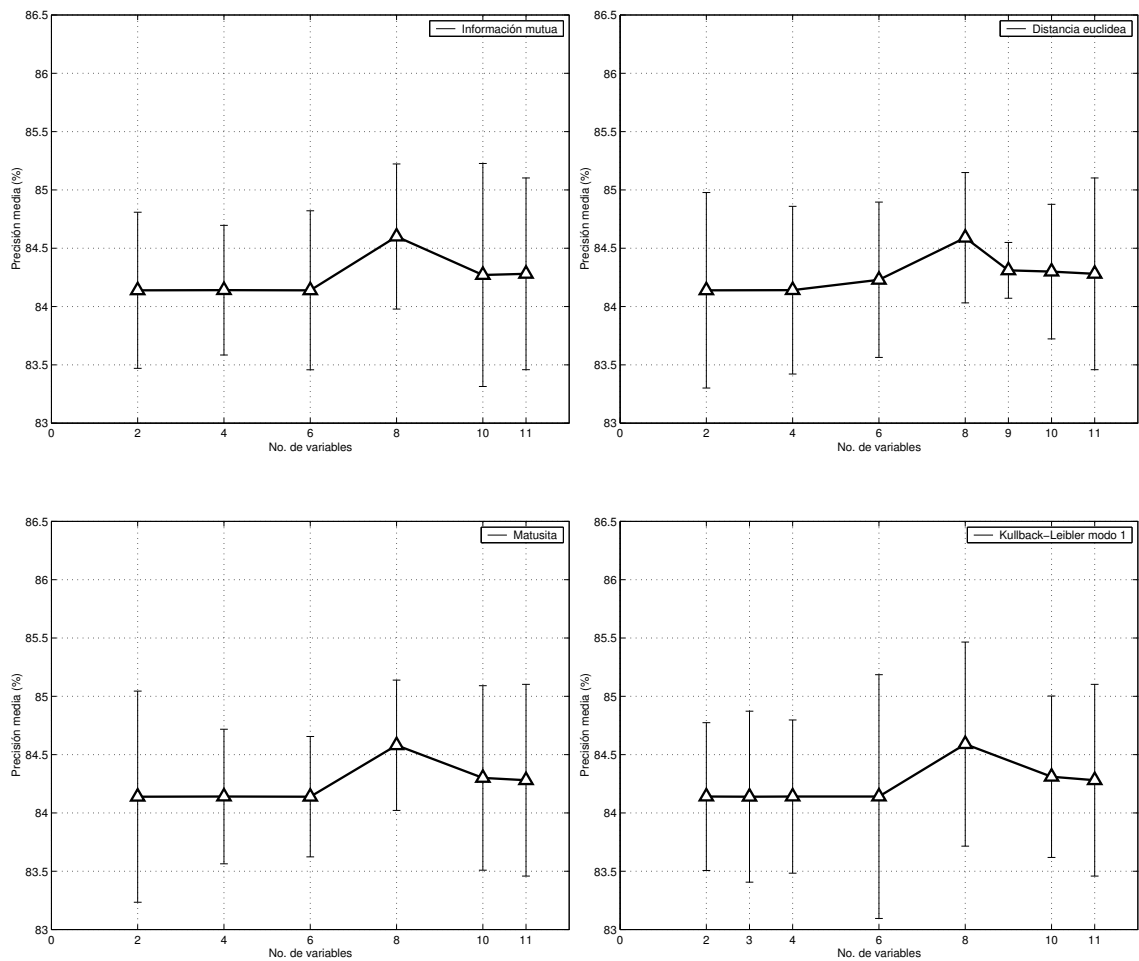 86.5
86
85.5
85
84.5
84
83.5
83
Precisión media (%)
Información mutua
0 2 4 6 8 10 11
No. de variables
86.5
86
85.5
85
84.5
84
83.5
83
Precisión media (%)
Distancia euclidea
0 2 4 6 8 9 10 11
No. de variables
86.5
86
85.5
85
84.5
84
83.5
83
Precisión media (%)
Matusita
0 2 4 6 8 10 11
No. de variables
86.5
86
85.5
85
84.5
84
83.5
83
Precisión media (%)
Kullback−Leibler modo 1
0 2 3 4 6 8 10 11
No. de variables